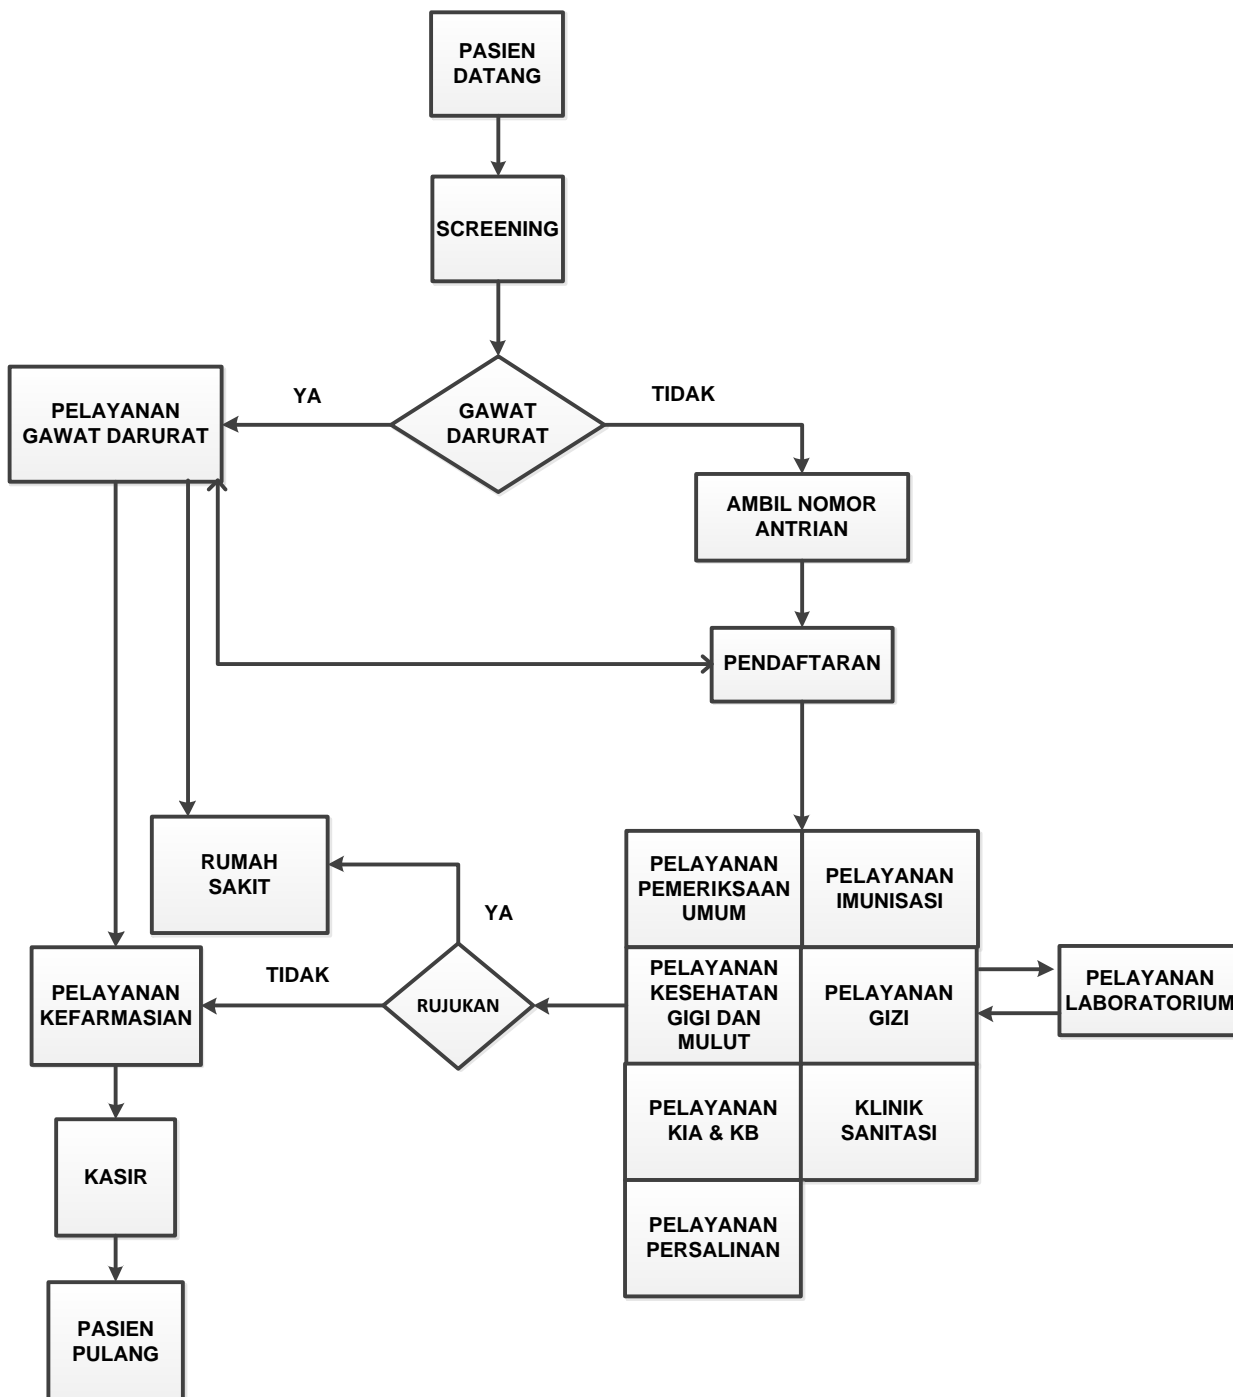 PASIEN
DATANG
SCREENING
GAWAT
DARURAT
YA
TIDAK
PELAYANAN
GAWAT DARURAT
AMBIL NOMOR
ANTRIAN
PENDAFTARAN
RUMAH
SAKIT
YA
TIDAK
RUJUKAN
PELAYANAN
KEFARMASIAN
PELAYANAN
PEMERIKSAAN
UMUM
PELAYANAN
IMUNISASI
PELAYANAN
KESEHATAN
GIGI DAN
MULUT
PELAYANAN
GIZI
PELAYANAN
LABORATORIUM
PELAYANAN
KIA & KB
KLINIK
SANITASI
PELAYANAN
PERSALINAN
KASIR
PASIEN
PULANG